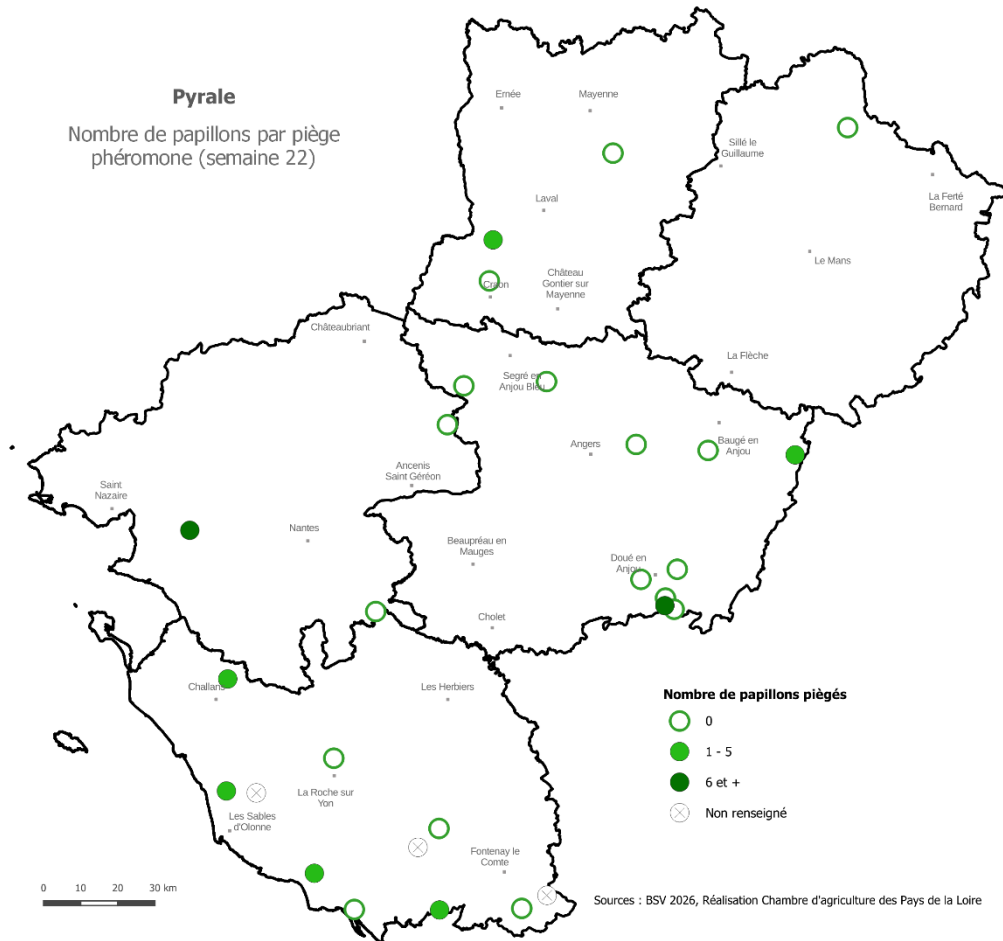 Pyrale
Nombre de papillons par piège
phéromone (semaine 22)
Ernée
Mayenne
Sillé le
Guillaume
La Ferté
Bernard
Laval
Le Mans
Craon
Château
Gontier sur
Mayenne
Châteaubriant
La Flèche
Segré en
Anjou Bleu
Baugé en
Anjou
Angers
Ancenis
Saint Géréon
Saint
Nazaire
Nantes
Beaupréau en
Mauges
Doué en
Anjou
Cholet
Challans
Les Herbiers
La Roche sur
Yon
Les Sables
d'Olonne
Fontenay le
Comte
Nombre de papillons piègés
0
1 - 5
6 et +
Non renseigné
0 10 20 30 km
Sources : BSV 2026, Réalisation Chambre d'agriculture des Pays de la Loire